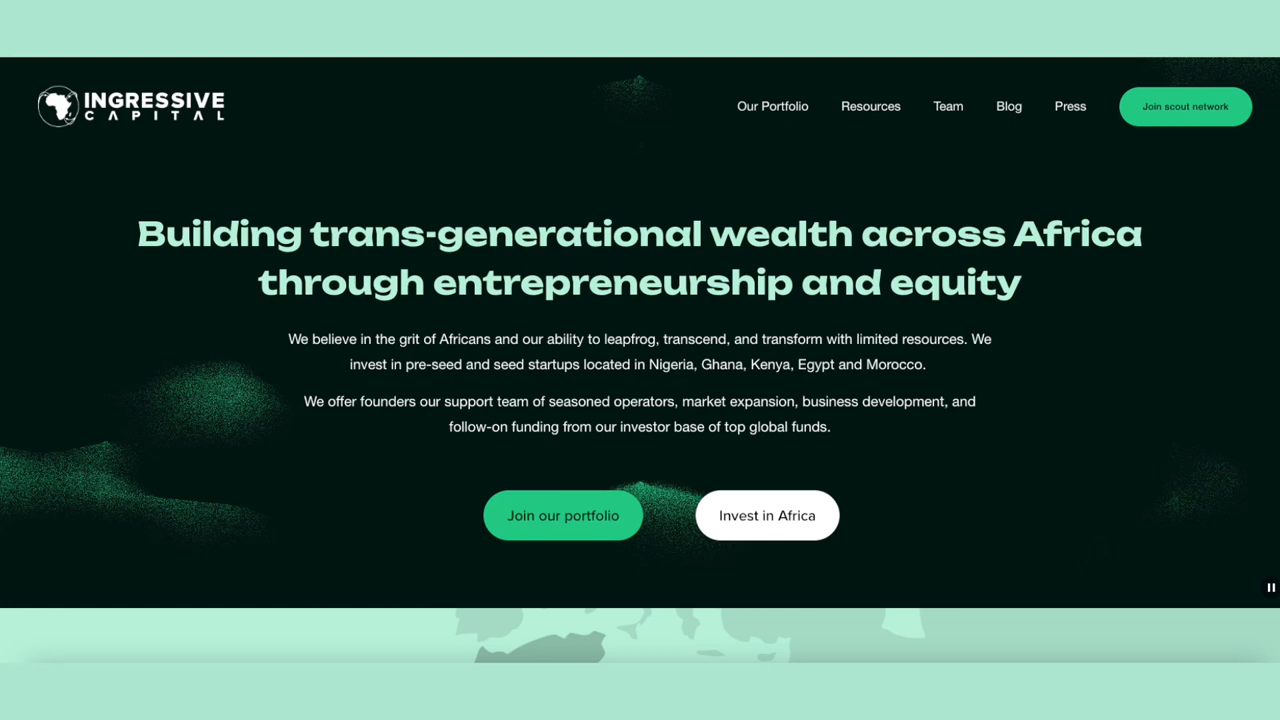 INGRESSIVE
CAPITAL
Our Portfolio
Resources
Team
Blog
Press
Join scout network
Building trans-generational wealth across Africa
through entrepreneurship and equity
We believe in the grit of Africans and our ability to leapfrog, transcend, and transform with limited resources. We
invest in pre-seed and seed startups located in Nigeria, Ghana, Kenya, Egypt and Morocco.
We offer founders our support team of seasoned operators, market expansion, business development, and
follow-on funding from our investor base of top global funds.
Join our portfolio
Invest in Africa